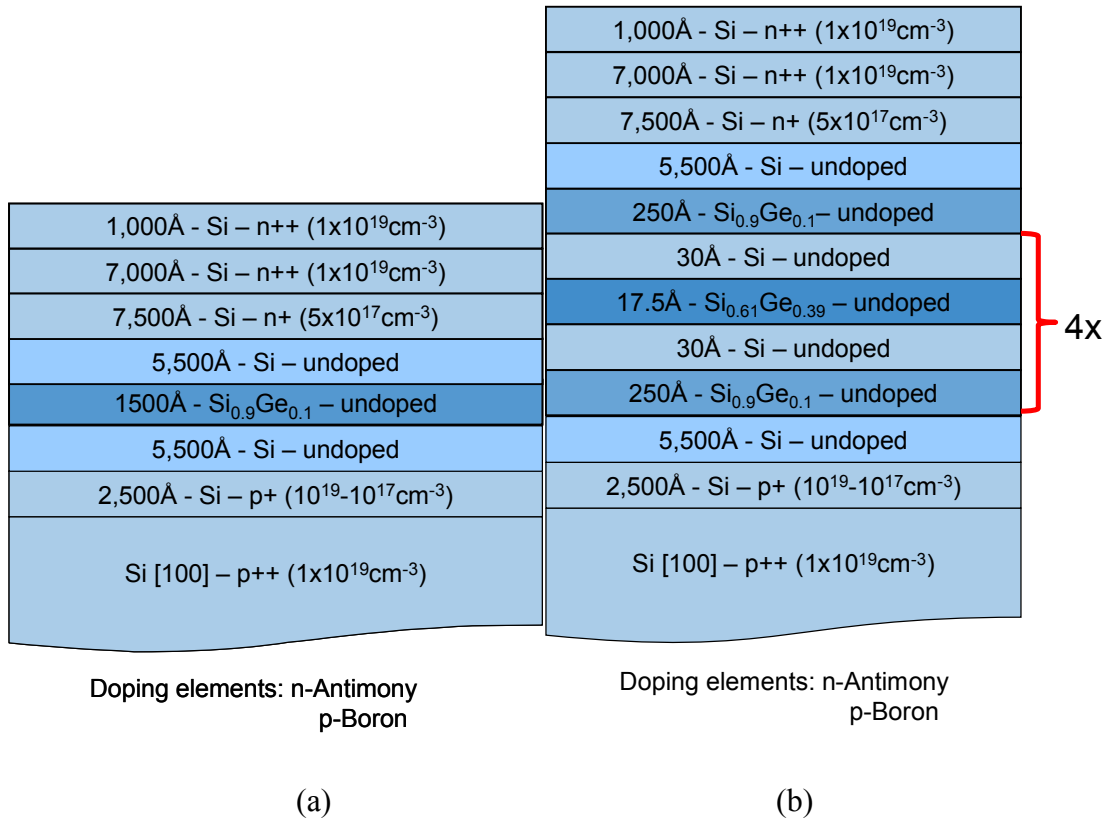 1,000Å - Si – n++ (1x10¹⁹cm⁻³)
7,000Å - Si – n++ (1x10¹⁹cm⁻³)
7,500Å - Si – n+ (5x10¹⁷cm⁻³)
5,500Å - Si – undoped
1500Å - Si₀.₉Ge₀.₁ – undoped
5,500Å - Si – undoped
2,500Å - Si – p+ (10¹⁹-10¹⁷cm⁻³)
Si [100] – p++ (1x10¹⁹cm⁻³)
Doping elements: n-Antimony
p-Boron
(a)
1,000Å - Si – n++ (1x10¹⁹cm⁻³)
7,000Å - Si – n++ (1x10¹⁹cm⁻³)
7,500Å - Si – n+ (5x10¹⁷cm⁻³)
5,500Å - Si – undoped
250Å - Si₀.₉Ge₀.₁– undoped
30Å - Si – undoped
17.5Å - Si₀.₆₁Ge₀.₃₉ – undoped
30Å - Si – undoped
250Å - Si₀.₉Ge₀.₁ – undoped
4x
5,500Å - Si – undoped
2,500Å - Si – p+ (10¹⁹-10¹⁷cm⁻³)
Si [100] – p++ (1x10¹⁹cm⁻³)
Doping elements: n-Antimony
p-Boron
(b)